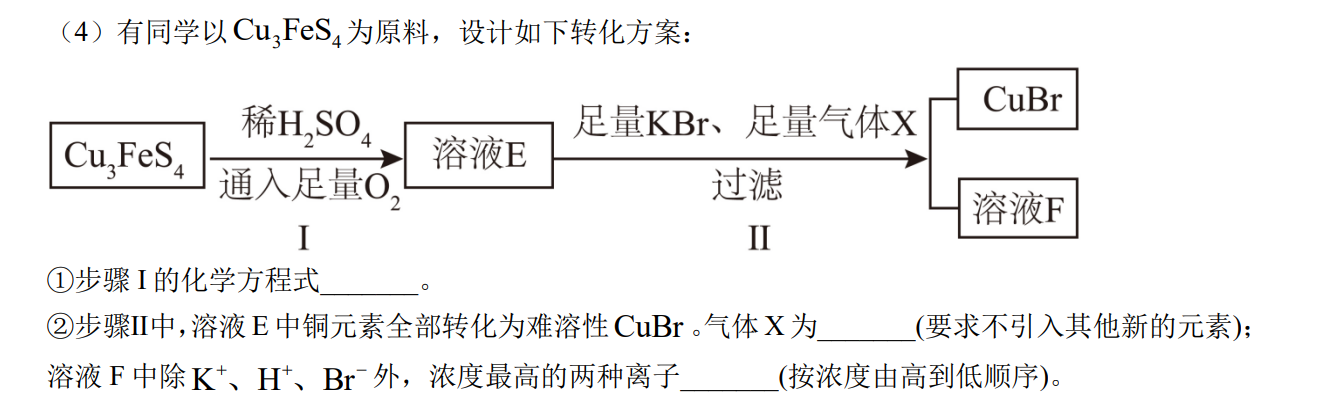 （4）有同学以Cu₃FeS₄为原料，设计如下转化方案：
Cu₃FeS₄
稀H₂SO₄
通入足量O₂
I
溶液E
足量KBr、足量气体X
过滤
II
CuBr
溶液F
①步骤 I 的化学方程式_______。
②步骤II中，溶液 E 中铜元素全部转化为难溶性CuBr。气体 X 为_______(要求不引入其他新的元素)；
溶液 F 中除K⁺、H⁺、Br⁻外，浓度最高的两种离子_______(按浓度由高到低顺序)。